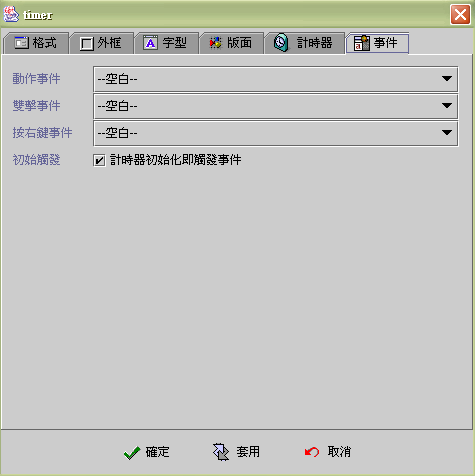 timer
格式 外框 字型 版面 計時器 事件
動作事件 --空白--
雙擊事件 --空白--
按右鍵事件 --空白--
初始觸發 計時器初始化即觸發事件
確定 套用 取消